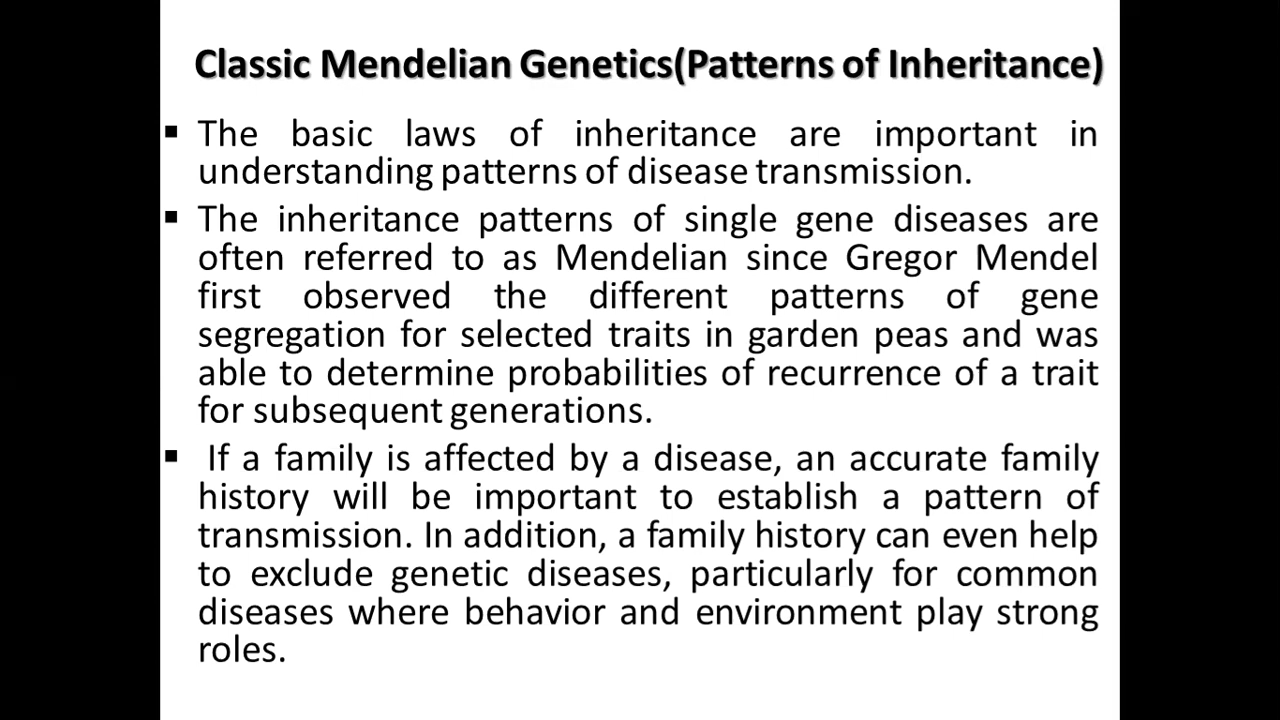 Classic Mendelian Genetics(Patterns of Inheritance)
▪ The basic laws of inheritance are important in
understanding patterns of disease transmission.
▪ The inheritance patterns of single gene diseases are
often referred to as Mendelian since Gregor Mendel
first observed the different patterns of gene
segregation for selected traits in garden peas and was
able to determine probabilities of recurrence of a trait
for subsequent generations.
▪ If a family is affected by a disease, an accurate family
history will be important to establish a pattern of
transmission. In addition, a family history can even help
to exclude genetic diseases, particularly for common
diseases where behavior and environment play strong
roles.